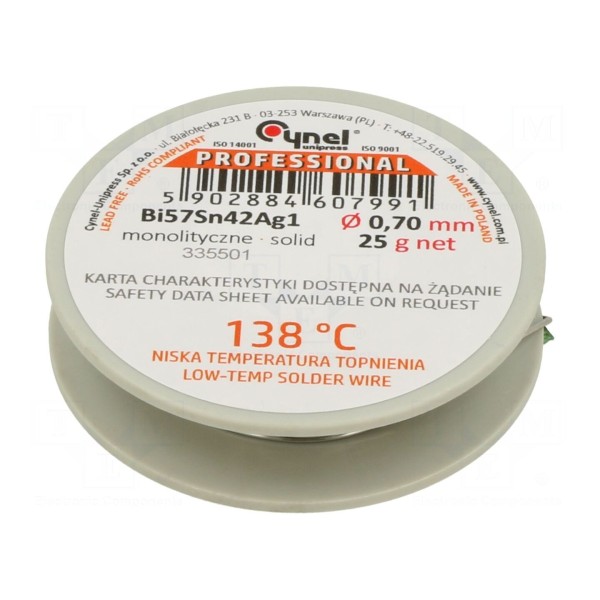 Cynel-Unipress Sp. z o.o. · ul. Białołęcka 231 B · 03-253 Warszawa (PL) · T: +48-22.519.29.45 · www.cynel.com.pl
LEAD FREE · RoHS COMPLIANT
MADE IN POLAND
Cynel
unipress
ISO 14001
ISO 9001
PROFESSIONAL
5 902884 607991
Bi57Sn42Ag1
Ø 0,70 mm
monolityczne · solid
25 g net
335501
KARTA CHARAKTERYSTYKI DOSTĘPNA NA ŻĄDANIE
SAFETY DATA SHEET AVAILABLE ON REQUEST
138 °C
NISKA TEMPERATURA TOPNIENIA
LOW-TEMP SOLDER WIRE